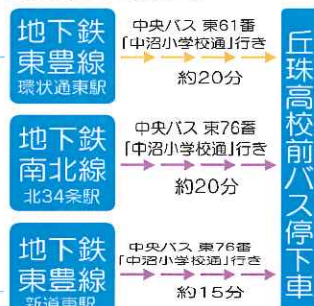 地下鉄
東豊線
環状通東駅
中央バス 東61番
「中沼小学校通」行き
約20分
地下鉄
南北線
北34条駅
中央バス 東76番
「中沼小学校通」行き
約20分
地下鉄
東豊線
新道東駅
中央バス 東76番
「中沼小学校通」行き
約15分
丘珠高校前バス停下車